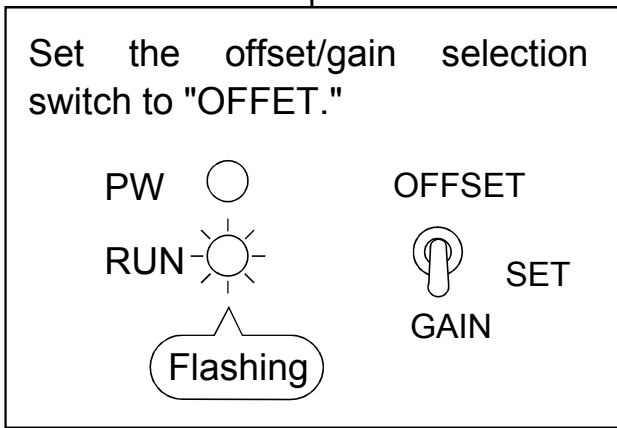 Set the offset/gain selection
switch to "OFFET."
PW
OFFSET
RUN
SET
GAIN
Flashing